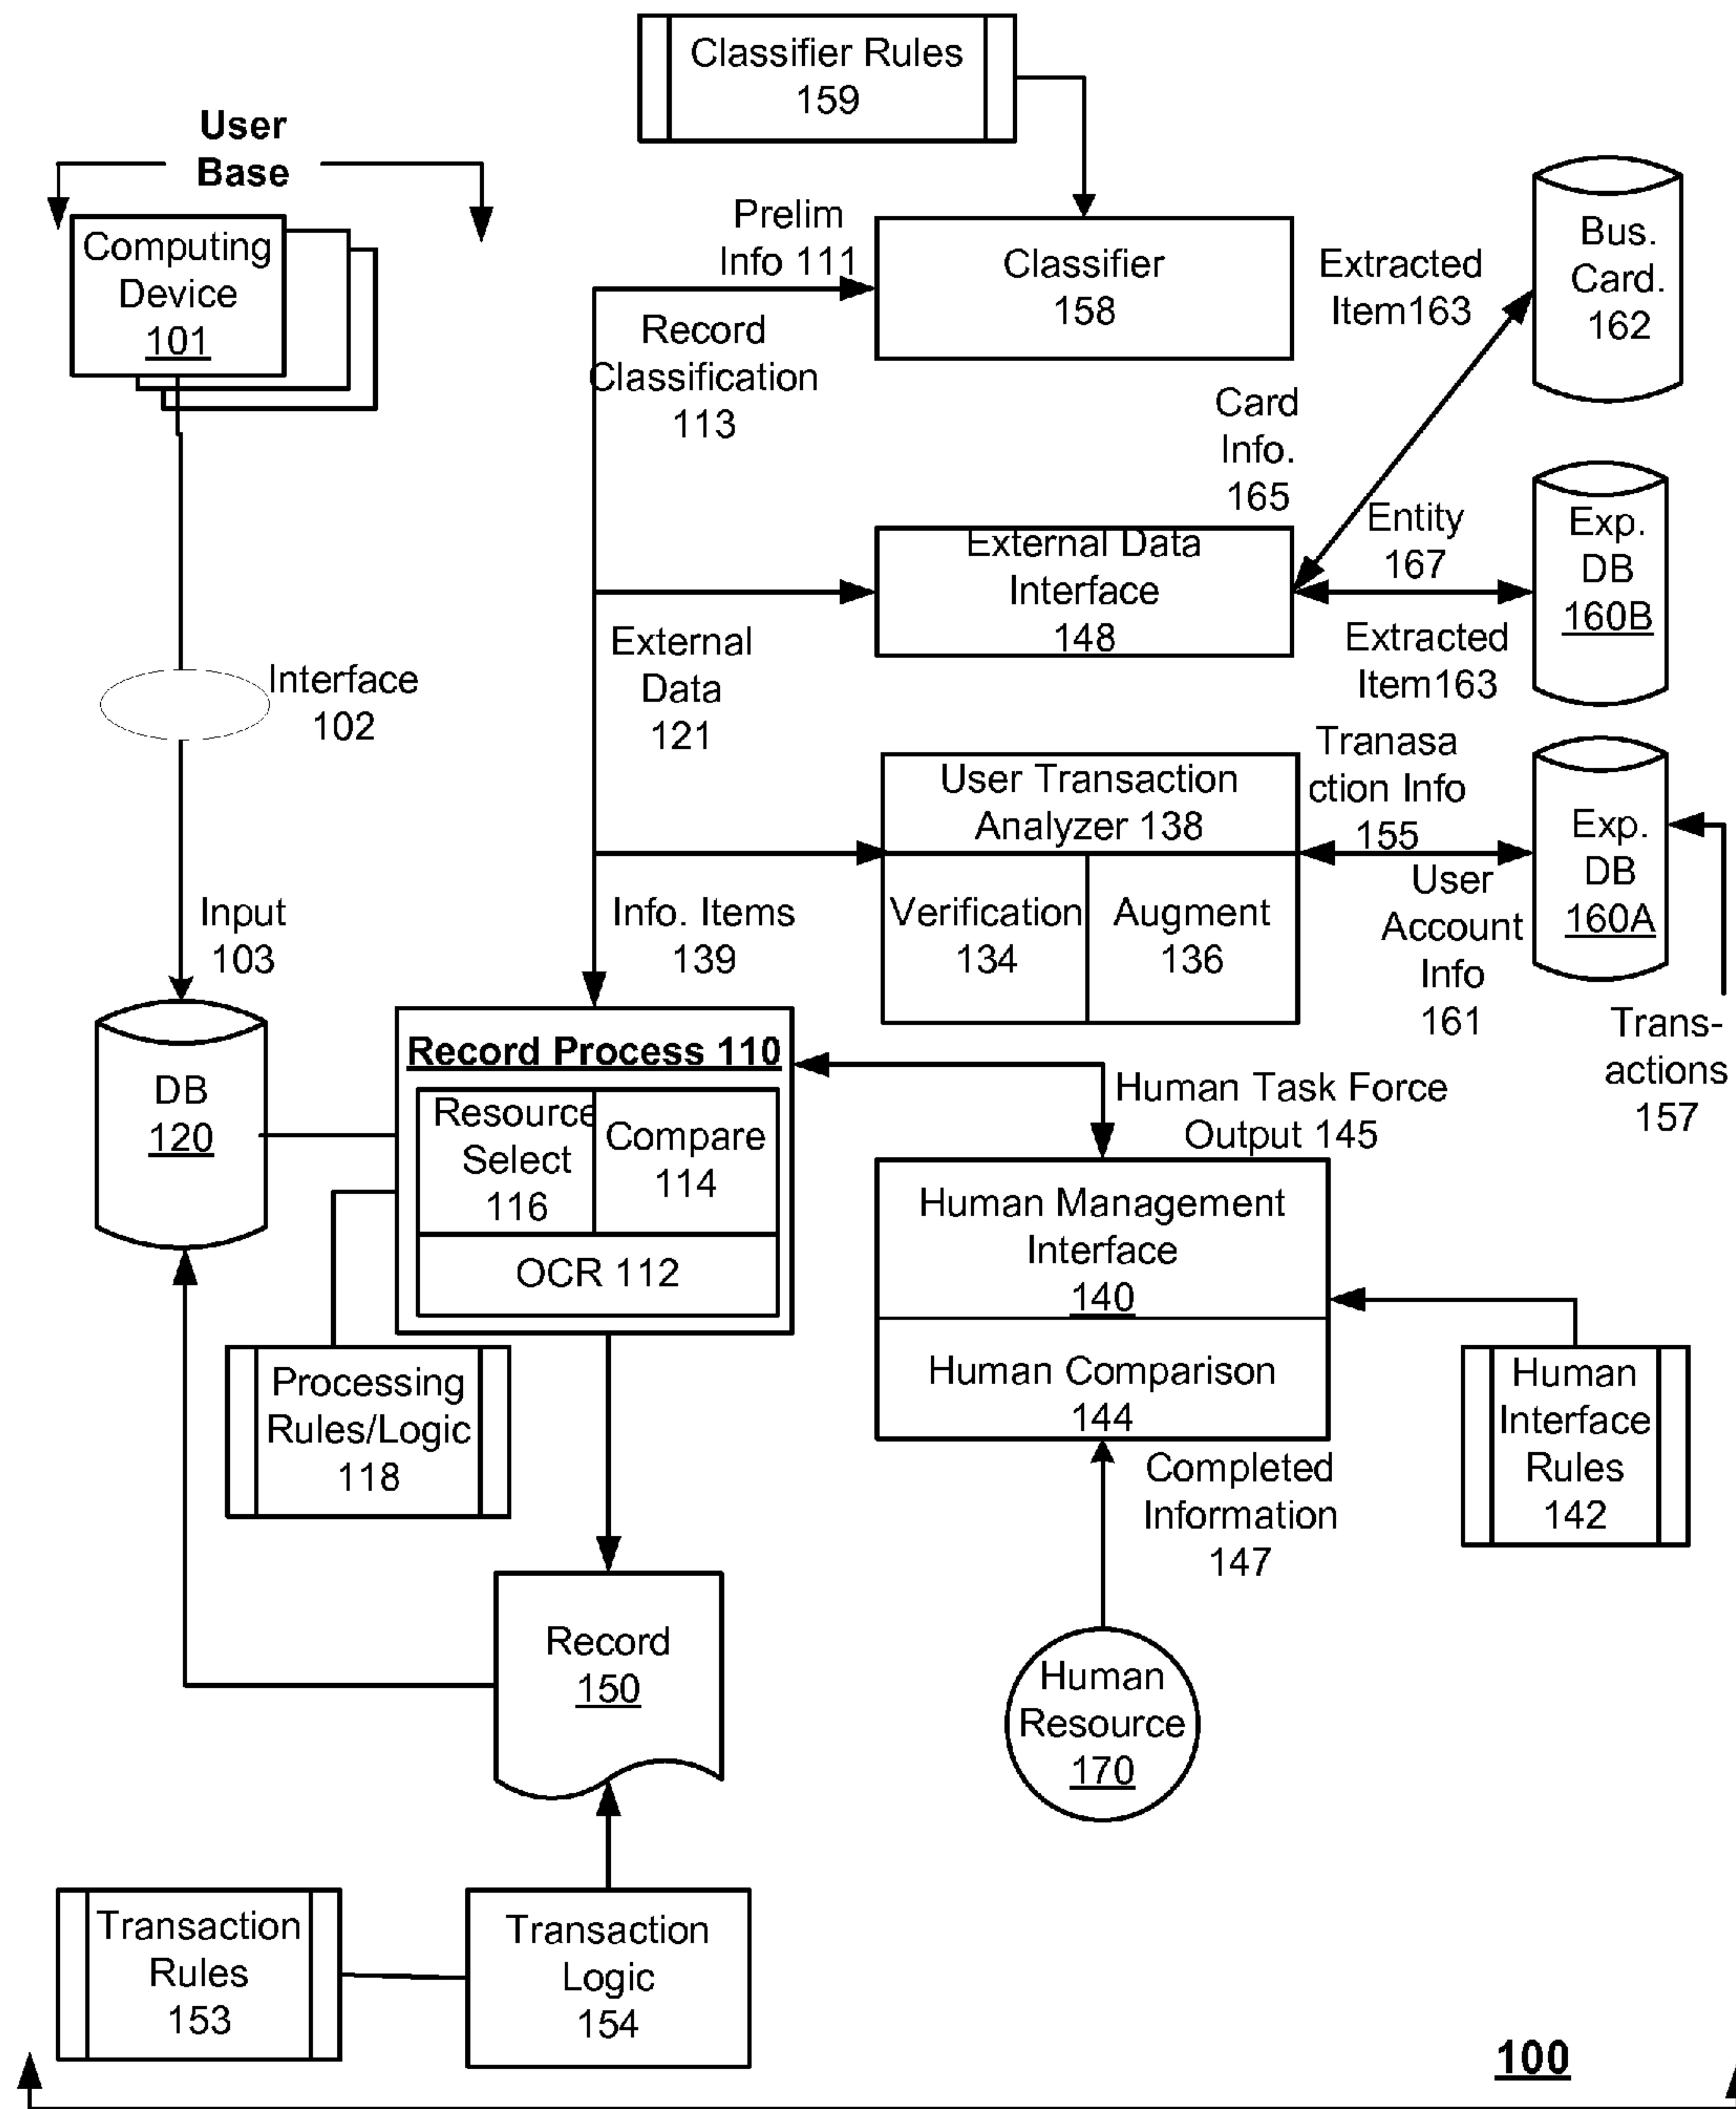 Classifier Rules
159
User
Base
Computing
Device
101
Prelim
Info 111
Classifier
158
Extracted
Item163
Bus.
Card.
162
Record
Classification
113
Card
Info.
165
Entity
167
External Data
Interface
148
Exp.
DB
160B
Extracted
Item163
External
Data
121
Interface
102
Tranasa
ction Info
155
User Transaction
Analyzer 138
Verification
134
Augment
136
Exp.
DB
160A
User
Account
Info
161
Trans-
actions
157
Input
103
Info. Items
139
DB
120
Record Process 110
Resource
Select
116
Compare
114
OCR 112
Human Task Force
Output 145
Human Management
Interface
140
Human Comparison
144
Human
Interface
Rules
142
Processing
Rules/Logic
118
Completed
Information
147
Record
150
Human
Resource
170
Transaction
Rules
153
Transaction
Logic
154
100